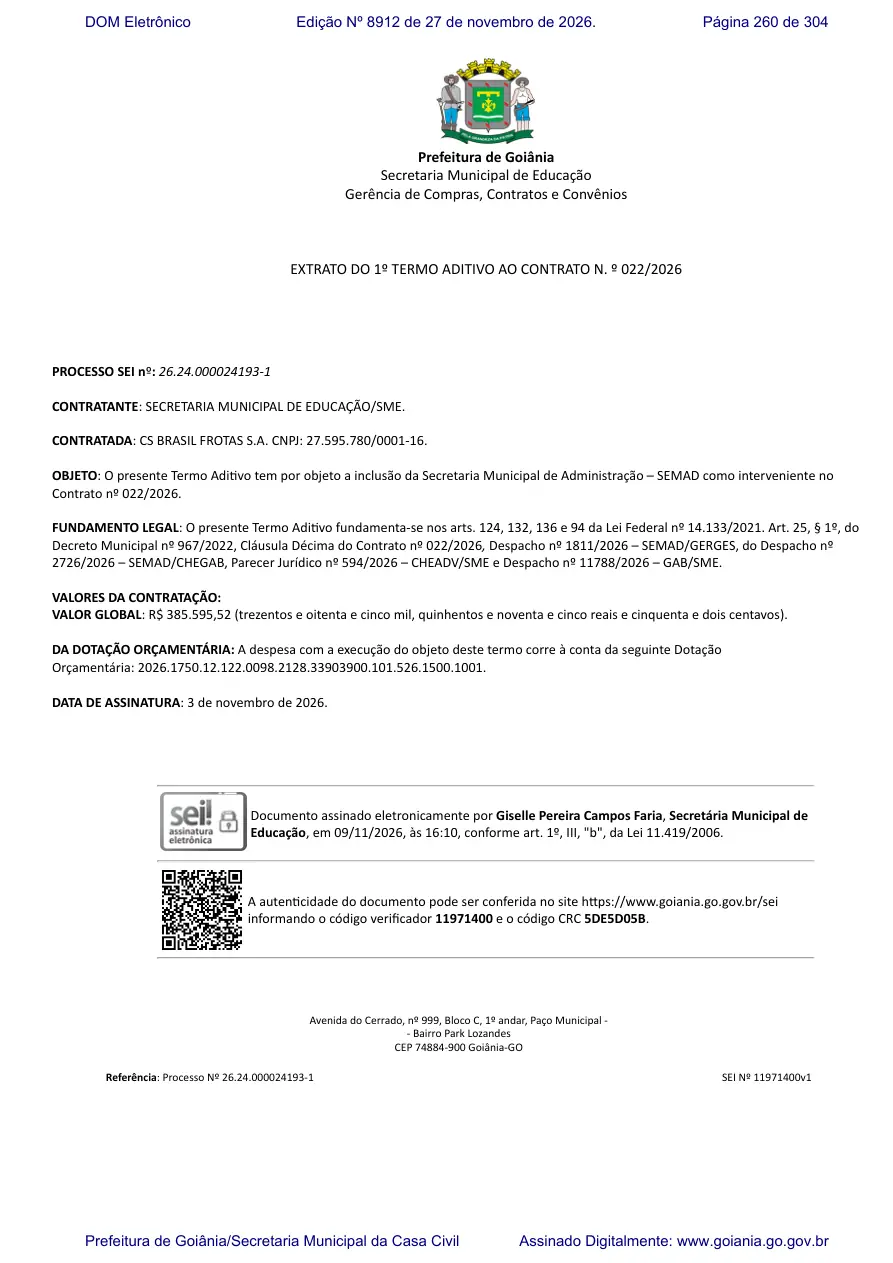 DOM Eletrônico Edição Nº 8912 de 27 de novembro de 2026. Página 260 de 304
PELA GRANDEZA DA PÁTRIA
Prefeitura de Goiânia
Secretaria Municipal de Educação
Gerência de Compras, Contratos e Convênios
EXTRATO DO 1º TERMO ADITIVO AO CONTRATO N. º 022/2026
PROCESSO SEI nº: 26.24.000024193-1
CONTRATANTE: SECRETARIA MUNICIPAL DE EDUCAÇÃO/SME.
CONTRATADA: CS BRASIL FROTAS S.A. CNPJ: 27.595.780/0001-16.
OBJETO: O presente Termo Aditivo tem por objeto a inclusão da Secretaria Municipal de Administração – SEMAD como interveniente no
Contrato nº 022/2026.
FUNDAMENTO LEGAL: O presente Termo Aditivo fundamenta-se nos arts. 124, 132, 136 e 94 da Lei Federal nº 14.133/2021. Art. 25, § 1º, do
Decreto Municipal nº 967/2022, Cláusula Décima do Contrato nº 022/2026, Despacho nº 1811/2026 – SEMAD/GERGES, do Despacho nº
2726/2026 – SEMAD/CHEGAB, Parecer Jurídico nº 594/2026 – CHEADV/SME e Despacho nº 11788/2026 – GAB/SME.
VALORES DA CONTRATAÇÃO:
VALOR GLOBAL: R$ 385.595,52 (trezentos e oitenta e cinco mil, quinhentos e noventa e cinco reais e cinquenta e dois centavos).
DA DOTAÇÃO ORÇAMENTÁRIA: A despesa com a execução do objeto deste termo corre à conta da seguinte Dotação
Orçamentária: 2026.1750.12.122.0098.2128.33903900.101.526.1500.1001.
DATA DE ASSINATURA: 3 de novembro de 2026.
sei!
assinatura
eletrônica
Documento assinado eletronicamente por Giselle Pereira Campos Faria, Secretária Municipal de
Educação, em 09/11/2026, às 16:10, conforme art. 1º, III, "b", da Lei 11.419/2006.
A autenticidade do documento pode ser conferida no site https://www.goiania.go.gov.br/sei
informando o código verificador 11971400 e o código CRC 5DE5D05B.
Avenida do Cerrado, nº 999, Bloco C, 1º andar, Paço Municipal -
- Bairro Park Lozandes
CEP 74884-900 Goiânia-GO
Referência: Processo Nº 26.24.000024193-1 SEI Nº 11971400v1
Prefeitura de Goiânia/Secretaria Municipal da Casa Civil Assinado Digitalmente: www.goiania.go.gov.br